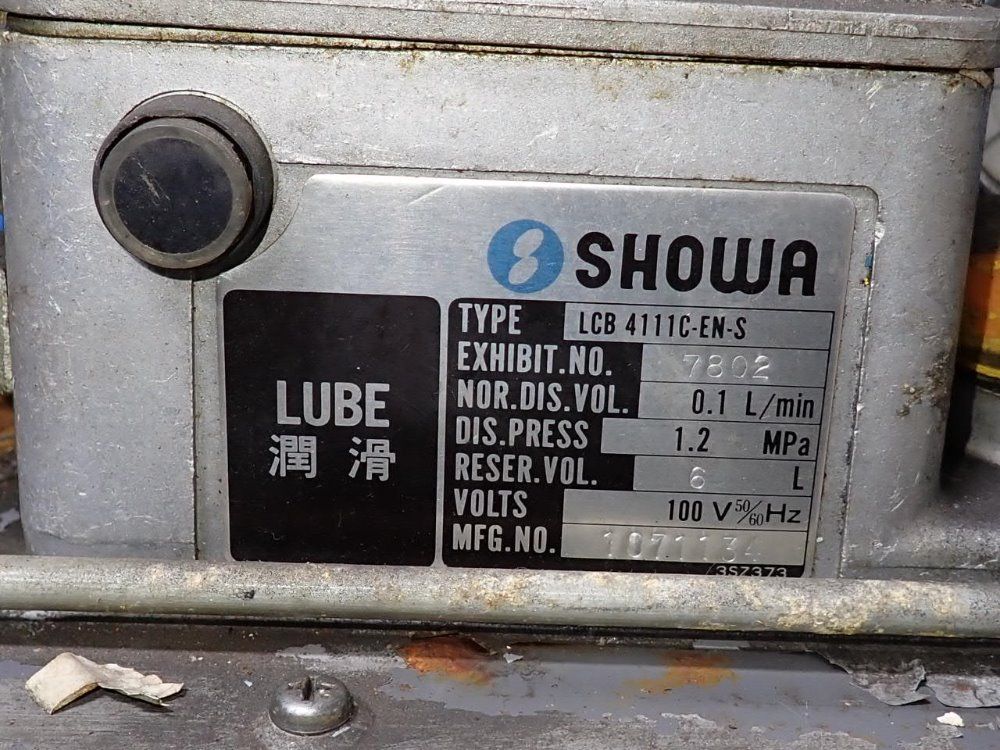 SHOWA
LUBE
潤滑
TYPE LCB 4111C-EN-S
EXHIBIT.NO. 7802
NOR.DIS.VOL. 0.1 L/min
DIS.PRESS 1.2 MPa
RESER.VOL. 6 L
VOLTS 100 V 50/60 Hz
MFG.NO. 1071134
3SZ373